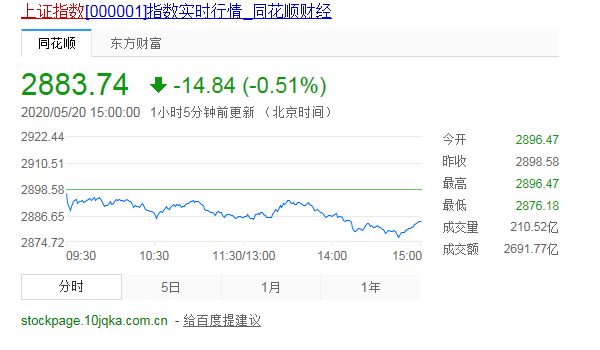 上证指数[000001]指数实时行情_同花顺财经
同花顺 东方财富
2883.74 -14.84 (-0.51%)
2020/05/20 15:00:00 1小时5分钟前更新 （北京时间）
2922.44
2910.51
2898.58
2886.65
2874.72
09:30 10:30 11:30/13:00 14:00 15:00
今开 2896.47
昨收 2898.58
最高 2896.47
最低 2876.18
成交量 210.52亿
成交额 2691.77亿
分时 5日 1月 1年
stockpage.10jqka.com.cn - 给百度提建议